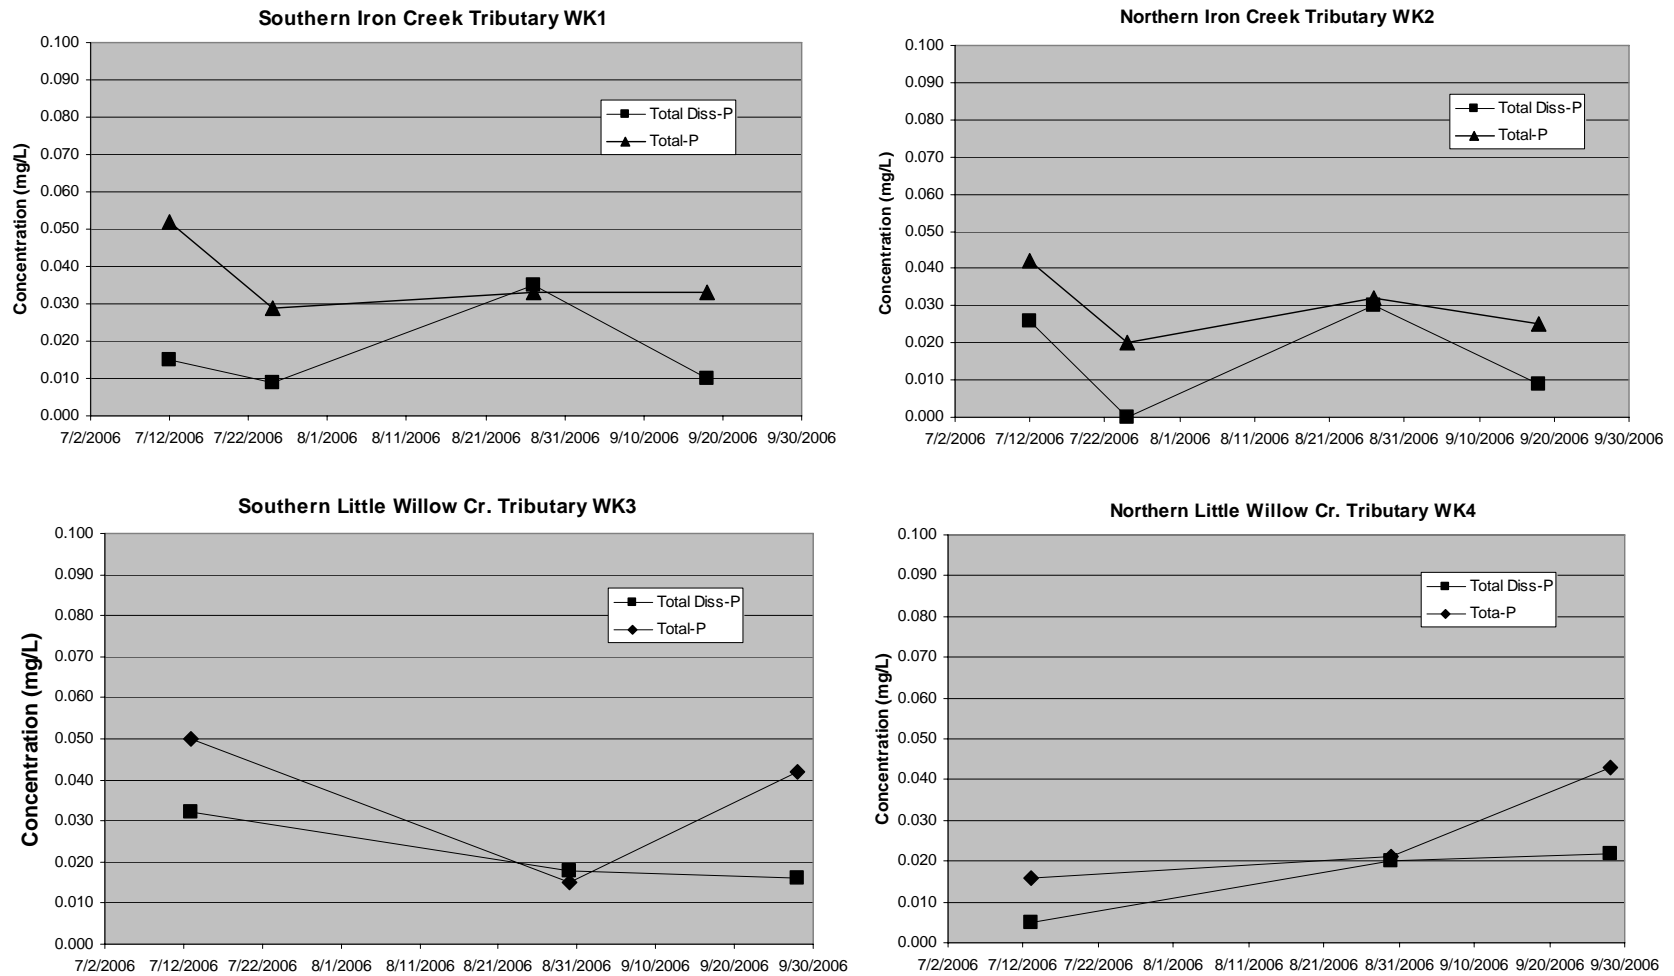 Southern Iron Creek Tributary WK1
Concentration (mg/L)
0.100
0.090
0.080
0.070
0.060
0.050
0.040
0.030
0.020
0.010
0.000
Total Diss-P
Total-P
7/2/2006 7/12/2006 7/22/2006 8/1/2006 8/11/2006 8/21/2006 8/31/2006 9/10/2006 9/20/2006 9/30/2006
Northern Iron Creek Tributary WK2
Concentration (mg/L)
0.100
0.090
0.080
0.070
0.060
0.050
0.040
0.030
0.020
0.010
0.000
Total Diss-P
Total-P
7/2/2006 7/12/2006 7/22/2006 8/1/2006 8/11/2006 8/21/2006 8/31/2006 9/10/2006 9/20/2006 9/30/2006
Southern Little Willow Cr. Tributary WK3
Concentration (mg/L)
0.100
0.090
0.080
0.070
0.060
0.050
0.040
0.030
0.020
0.010
0.000
Total Diss-P
Total-P
7/2/2006 7/12/2006 7/22/2006 8/1/2006 8/11/2006 8/21/2006 8/31/2006 9/10/2006 9/20/2006 9/30/2006
Northern Little Willow Cr. Tributary WK4
Concentration (mg/L)
0.100
0.090
0.080
0.070
0.060
0.050
0.040
0.030
0.020
0.010
0.000
Total Diss-P
Tota-P
7/2/2006 7/12/2006 7/22/2006 8/1/2006 8/11/2006 8/21/2006 8/31/2006 9/10/2006 9/20/2006 9/30/2006